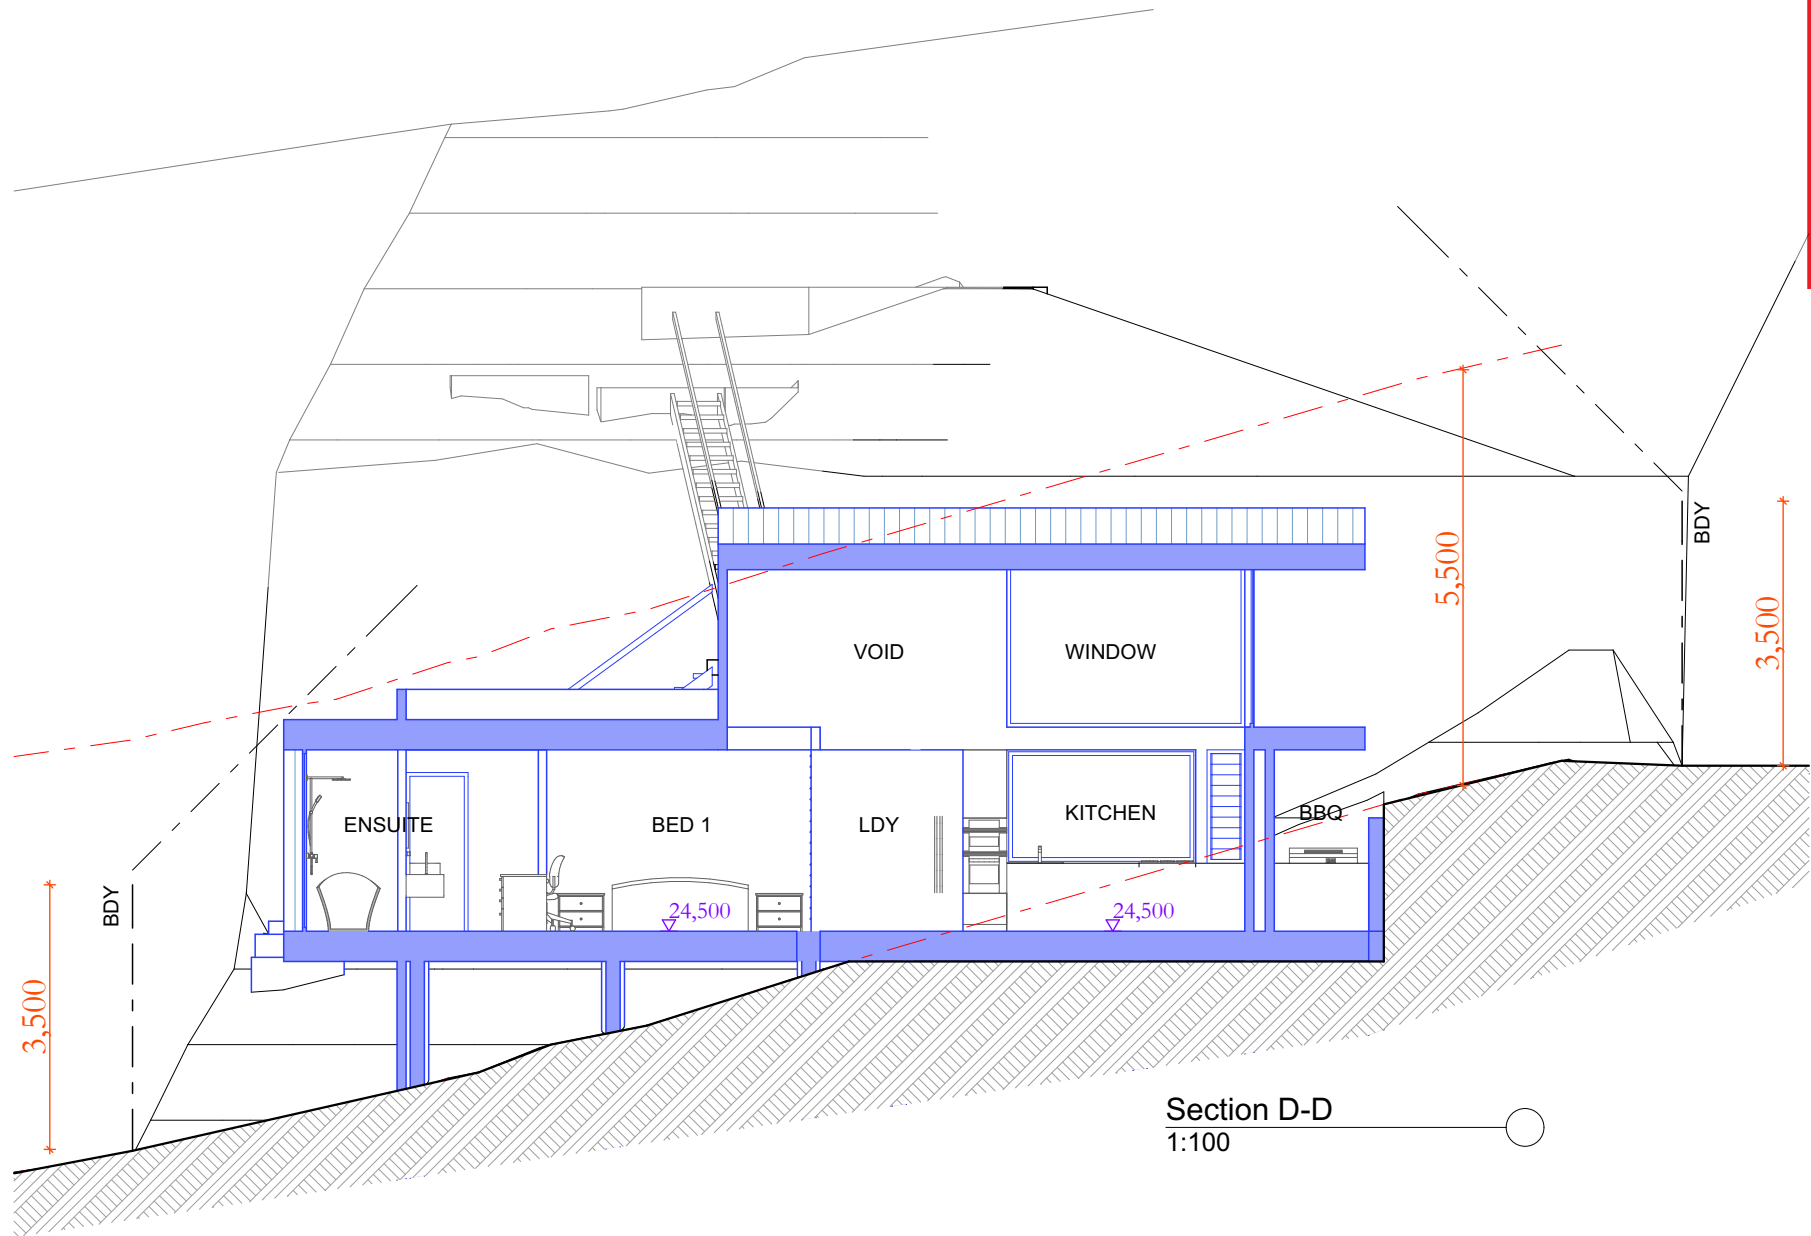 BDY
5,500
3,500
VOID
WINDOW
ENSUITE
BED 1
LDY
KITCHEN
BBQ
BDY
24,500
24,500
3,500
Section D-D
1:100